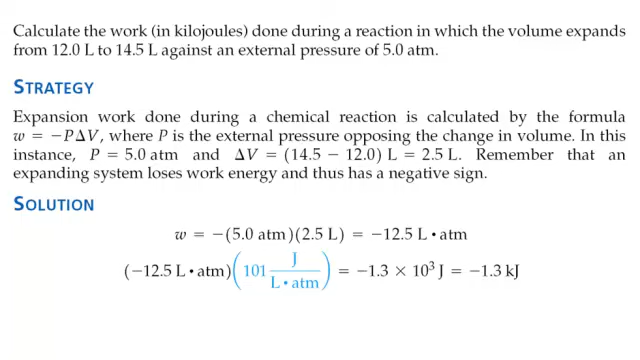 Calculate the work (in kilojoules) done during a reaction in which the volume expands
from 12.0 L to 14.5 L against an external pressure of 5.0 atm.
STRATEGY
Expansion work done during a chemical reaction is calculated by the formula
w = −PΔV, where P is the external pressure opposing the change in volume. In this
instance, P = 5.0 atm and ΔV = (14.5 − 12.0) L = 2.5 L. Remember that an
expanding system loses work energy and thus has a negative sign.
SOLUTION
w = −(5.0 atm)(2.5 L) = −12.5 L • atm
(−12.5 L • atm)(101 J / L • atm) = −1.3 × 10³ J = −1.3 kJ